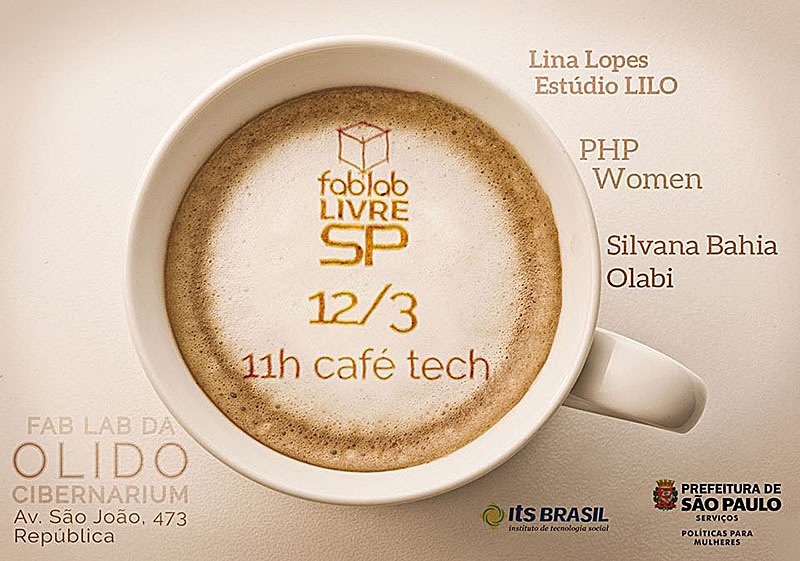 Lina Lopes
Estúdio LILO
PHP
Women
Silvana Bahia
Olabi
fablab
LIVRE
SP
12/3
11h café tech
FAB LAB DA
OLIDO
CIBERNARIUM
Av. São João, 473
República
ITS BRASIL
instituto de tecnologia social
PREFEITURA DE
SÃO PAULO
SERVIÇOS
POLÍTICAS PARA
MULHERES